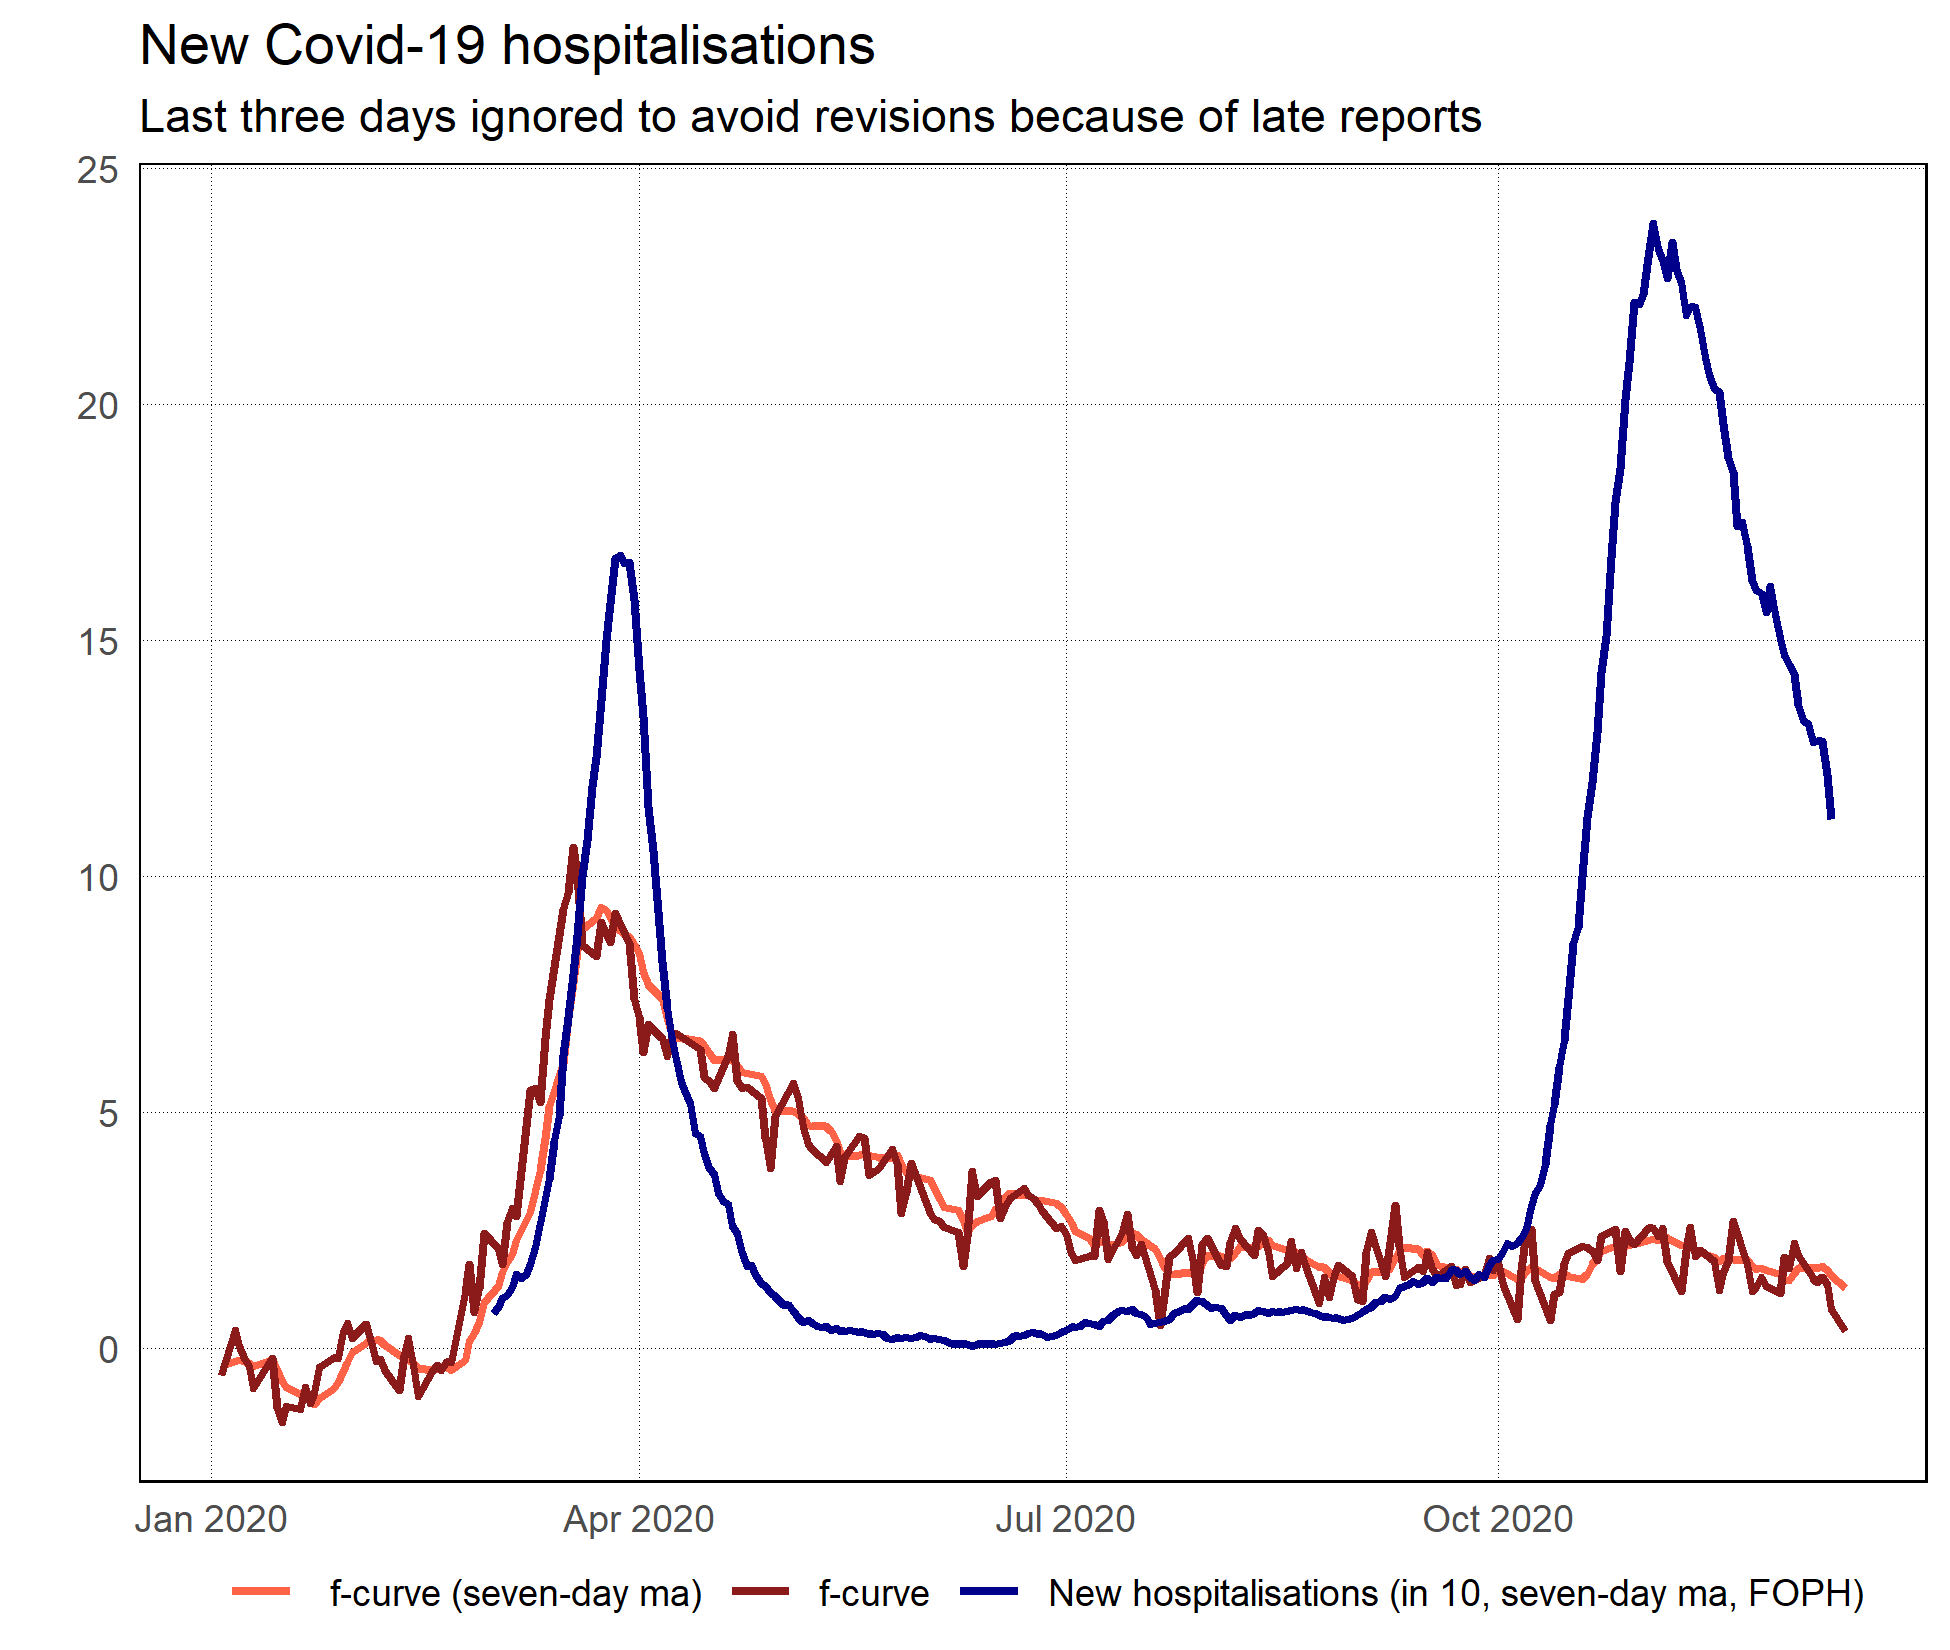 New Covid-19 hospitalisations
Last three days ignored to avoid revisions because of late reports
25
20
15
10
5
0
Jan 2020 Apr 2020 Jul 2020 Oct 2020
f-curve (seven-day ma) f-curve New hospitalisations (in 10, seven-day ma, FOPH)